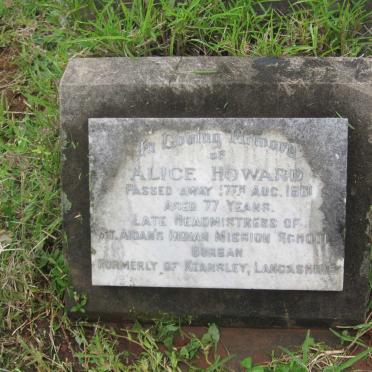 In Loving Memory
OF
ALICE HOWARD
PASSED AWAY 17TH AUG. 1961
AGED 77 YEARS.
LATE HEADMISTRESS OF
ST. AIDAN'S INDIAN MISSION SCHOOL
DURBAN
FORMERLY OF KEARSLEY, LANCASHIRE